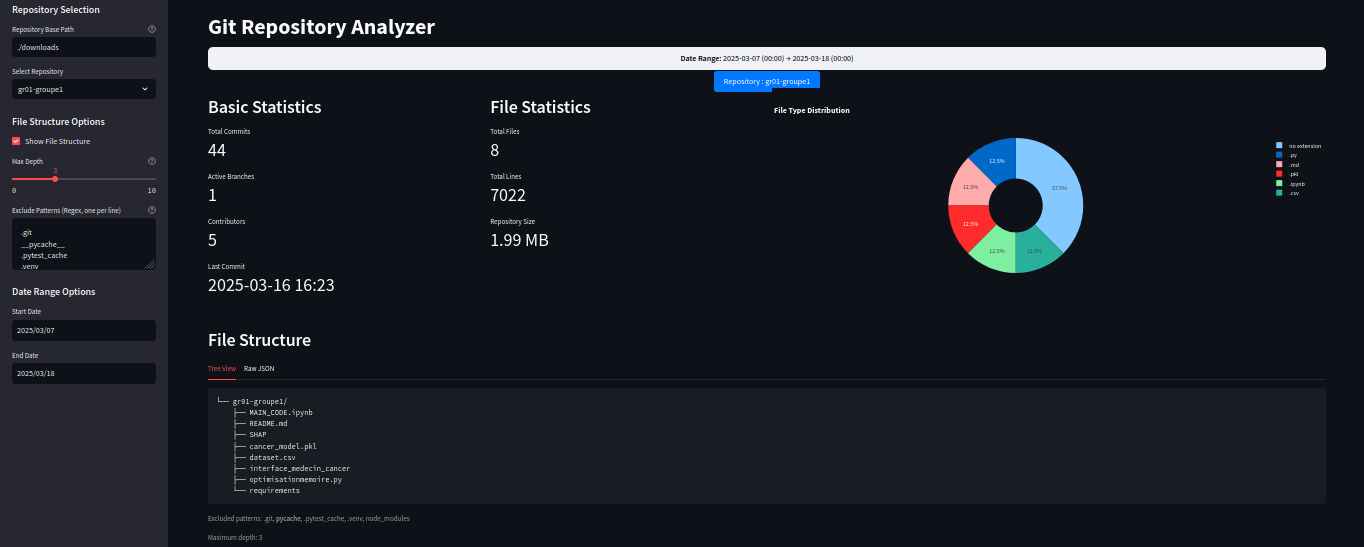 Repository Selection
Repository Base Path
./downloads
Select Repository
gr01-groupe1
File Structure Options
Show File Structure
Max Depth
3
0 10
Exclude Patterns (Regex, one per line)
.git
__pycache__
.pytest_cache
.venv
Date Range Options
Start Date
2025/03/07
End Date
2025/03/18
Git Repository Analyzer
Date Range: 2025-03-07 (00:00) → 2025-03-18 (00:00)
Repository : gr01-groupe1
Basic Statistics
Total Commits
44
Active Branches
1
Contributors
5
Last Commit
2025-03-16 16:23
File Statistics
Total Files
8
Total Lines
7022
Repository Size
1.99 MB
File Type Distribution
12.5%
37.5%
12.5%
12.5%
12.5%
12.5%
no extension
.py
.md
.pkl
.ipynb
.csv
File Structure
Tree View Raw JSON
└── gr01-groupe1/
├── MAIN_CODE.ipynb
├── README.md
├── SHAP
├── cancer_model.pkl
├── dataset.csv
├── interface_medecin_cancer
├── optimisationmemoire.py
└── requirements
Excluded patterns: .git, pycache, .pytest_cache, .venv, node_modules
Maximum depth: 3